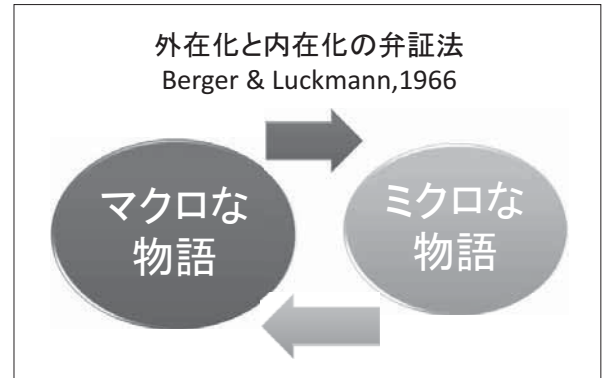 外在化と内在化の弁証法
Berger & Luckmann,1966
マクロな
物語
ミクロな
物語